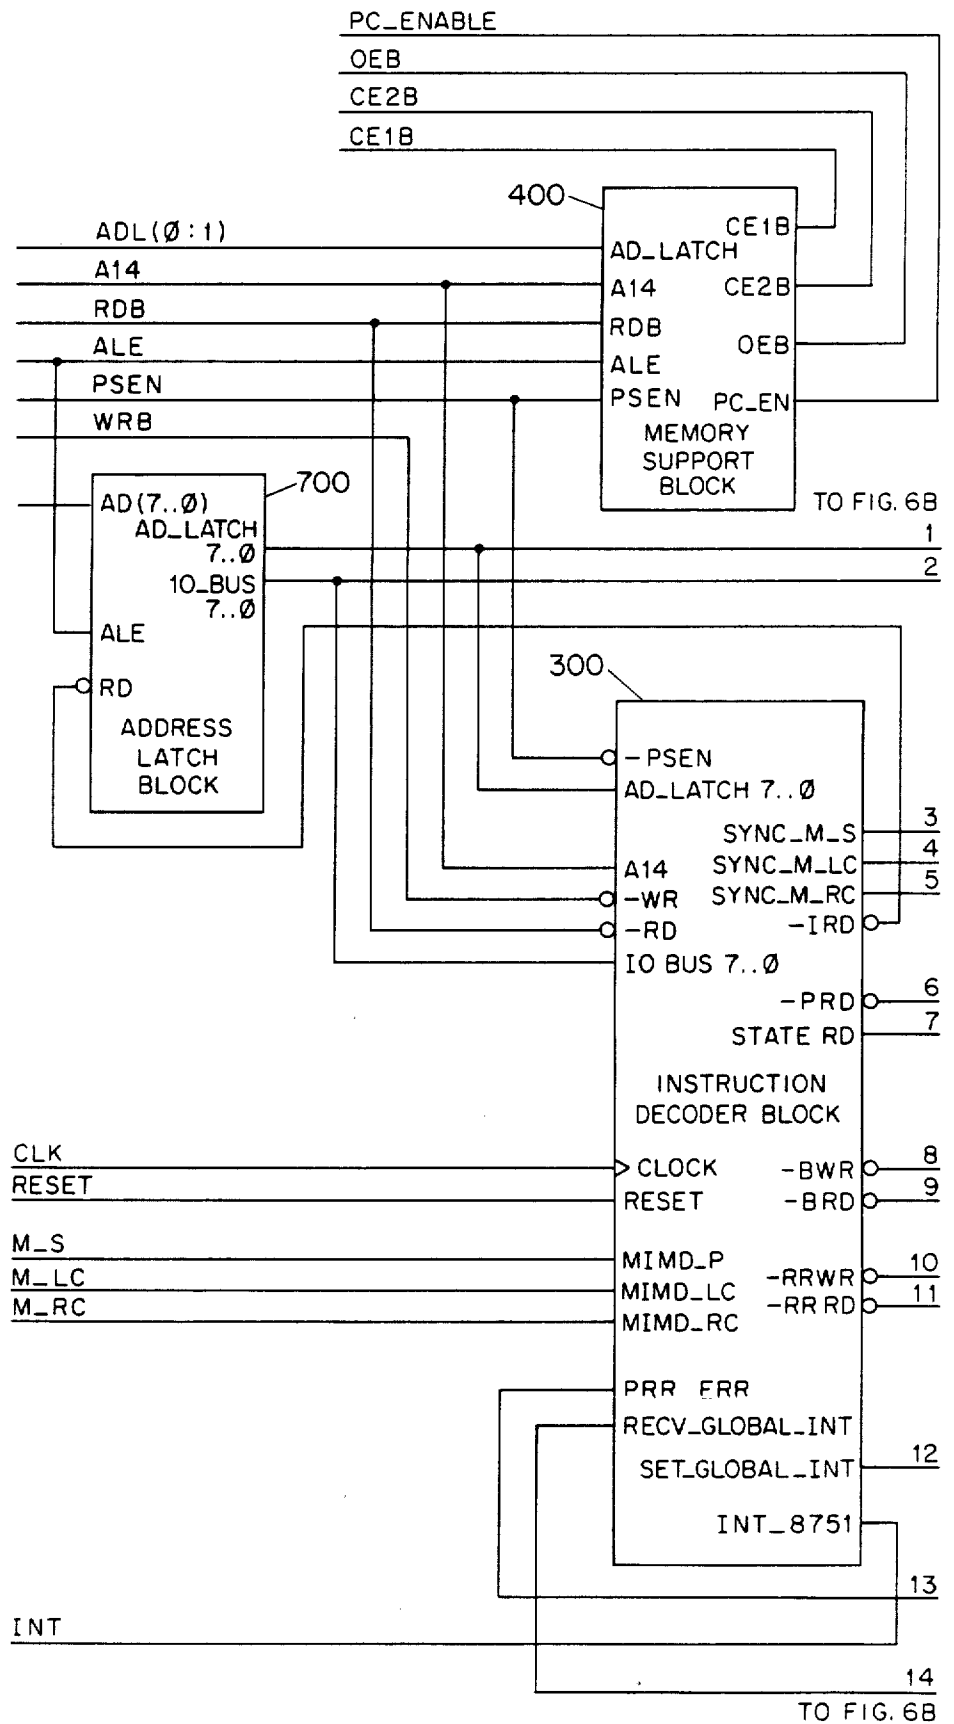 PC_ENABLE
OEB
CE2B
CE1B
400
ADL(Ø:1)
A14
RDB
ALE
PSEN
WRB
CE1B
AD_LATCH
A14
CE2B
RDB
OEB
ALE
PSEN
PC_EN
MEMORY
SUPPORT
BLOCK
700
AD(7..Ø)
AD_LATCH
7..Ø
IO_BUS
7..Ø
ALE
RD
ADDRESS
LATCH
BLOCK
TO FIG. 6B
1
2
300
-PSEN
AD_LATCH 7..Ø
SYNC_M_S
3
A14
SYNC_M_LC
4
-WR
SYNC_M_RC
5
-RD
-IRD
IO BUS 7..Ø
-PRD
6
STATE RD
7
INSTRUCTION
DECODER BLOCK
CLK
CLOCK
-BWR
8
RESET
RESET
-BRD
9
M_S
MIMD_P
-RRWR
10
M_LC
MIMD_LC
-RR RD
11
M_RC
MIMD_RC
PRR ERR
RECV_GLOBAL_INT
SET_GLOBAL_INT
12
INT_8751
13
INT
14
TO FIG. 6B